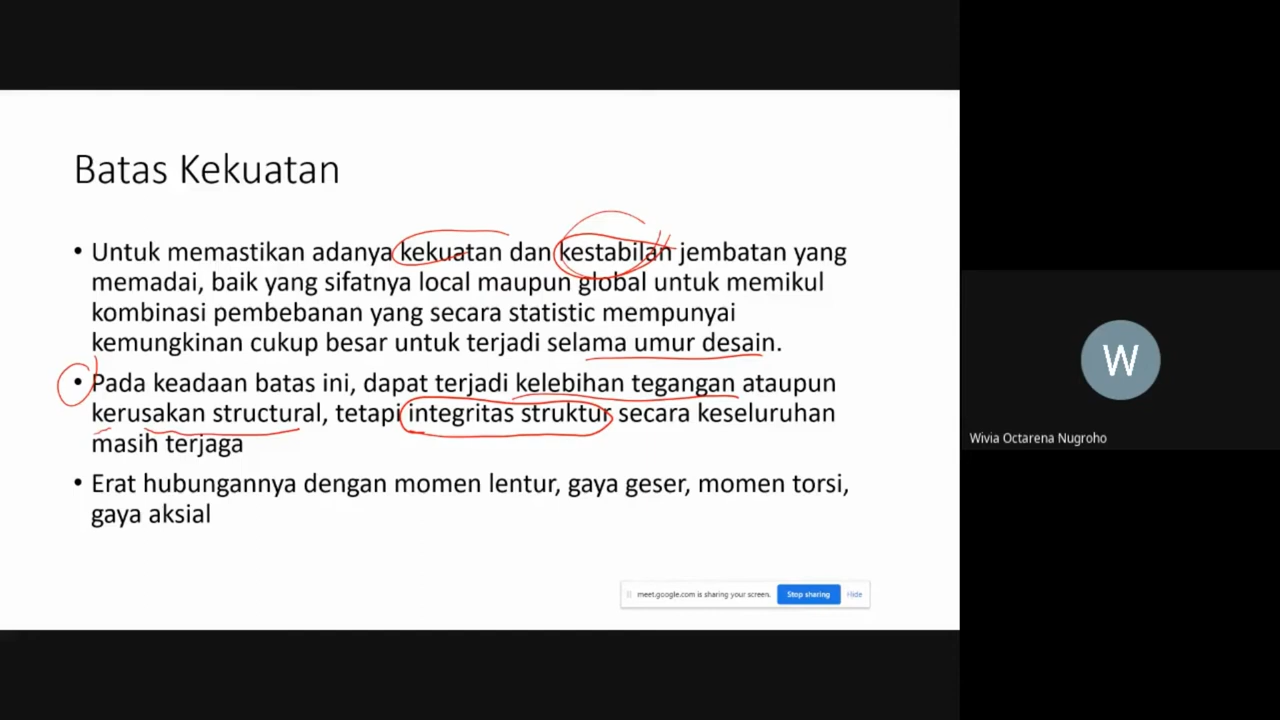 Batas Kekuatan
• Untuk memastikan adanya kekuatan dan kestabilan jembatan yang
memadai, baik yang sifatnya local maupun global untuk memikul
kombinasi pembebanan yang secara statistic mempunyai
kemungkinan cukup besar untuk terjadi selama umur desain.
• Pada keadaan batas ini, dapat terjadi kelebihan tegangan ataupun
kerusakan structural, tetapi integritas struktur secara keseluruhan
masih terjaga
• Erat hubungannya dengan momen lentur, gaya geser, momen torsi,
gaya aksial
meet.google.com is sharing your screen. Stop sharing Hide
W
Wivia Octarena Nugroho